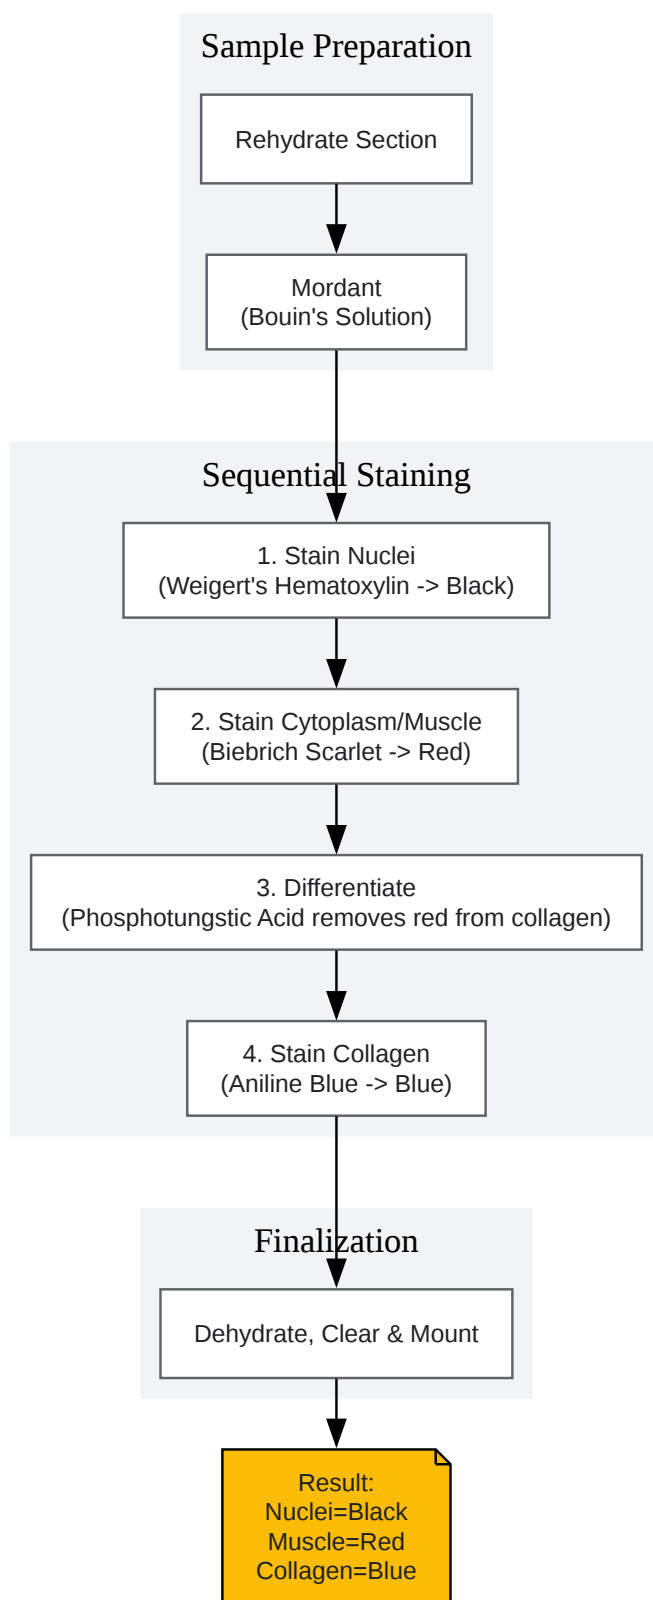 Sample Preparation
Rehydrate Section
Mordant
(Bouin's Solution)
Sequential Staining
1. Stain Nuclei
(Weigert's Hematoxylin -> Black)
2. Stain Cytoplasm/Muscle
(Biebrich Scarlet -> Red)
3. Differentiate
(Phosphotungstic Acid removes red from collagen)
4. Stain Collagen
(Aniline Blue -> Blue)
Finalization
Dehydrate, Clear & Mount
Result:
Nuclei=Black
Muscle=Red
Collagen=Blue